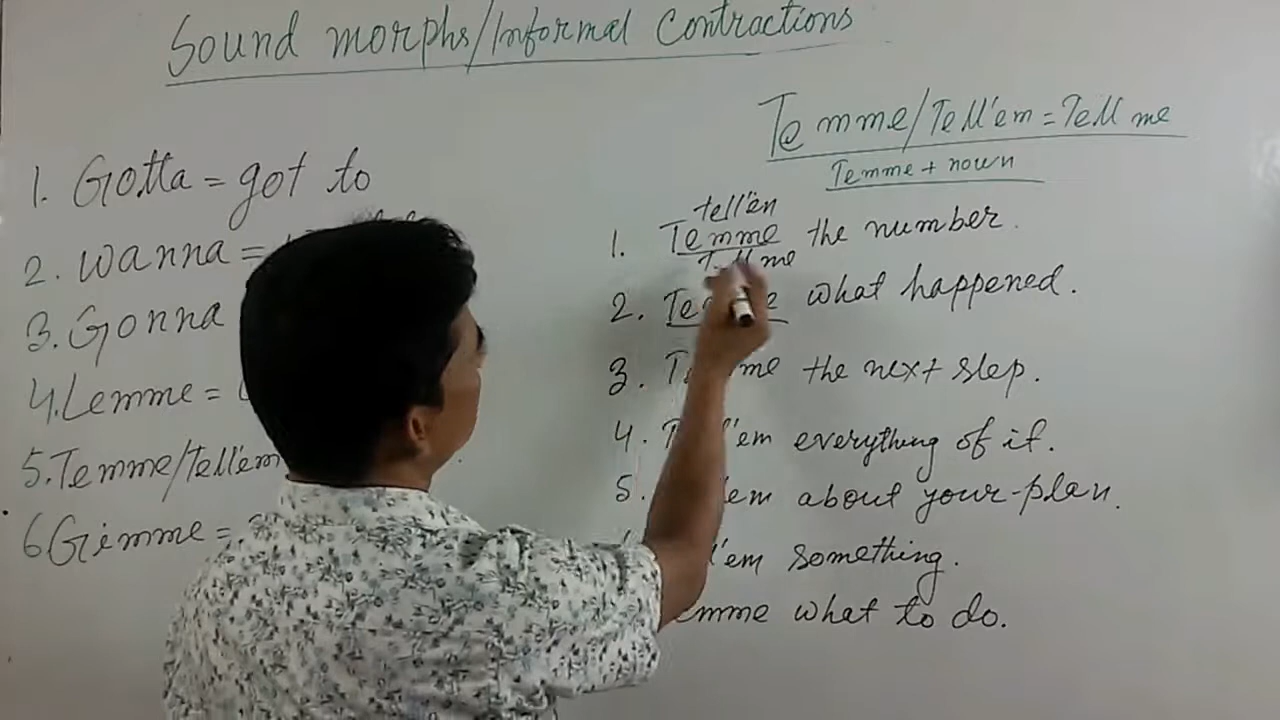 Sound morphs/Informal Contractions
1. Gotta = got to
2. Wanna =
3. Gonna
4. Lemme =
5. Temme/Tell'em
6 Gimme =
Temme/Tell'em = Tell me
Temme + noun
tell'en
1. Temme the number.
me
2. what happened.
3. me the next step.
4. 'em everything of it.
5. em about your plan.
'em something.
emme what to do.